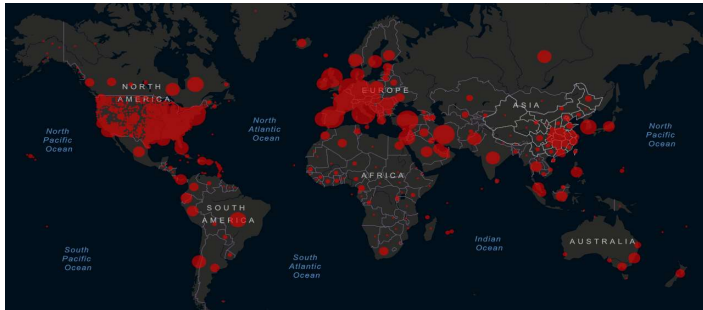 NORTH
AMERICA
EUROPE
ASIA
North
Pacific
Ocean
North
Atlantic
Ocean
North
Pacific
Ocean
AFRICA
SOUTH
AMERICA
Indian
Ocean
AUSTRALIA
South
Pacific
Ocean
South
Atlantic
Ocean